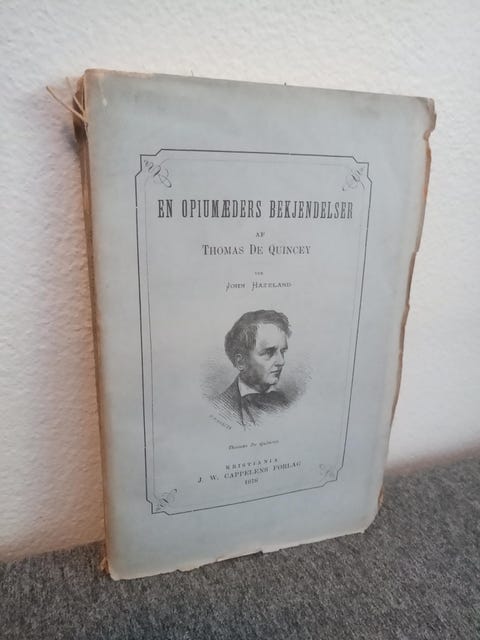 EN OPIUMÆDERS BEKJENDELSER
AF
THOMAS DE QUINCEY
VED
JOHN HAZELAND
Thomas De Quincey.
KRISTIANIA
J. W. CAPPELENS FORLAG